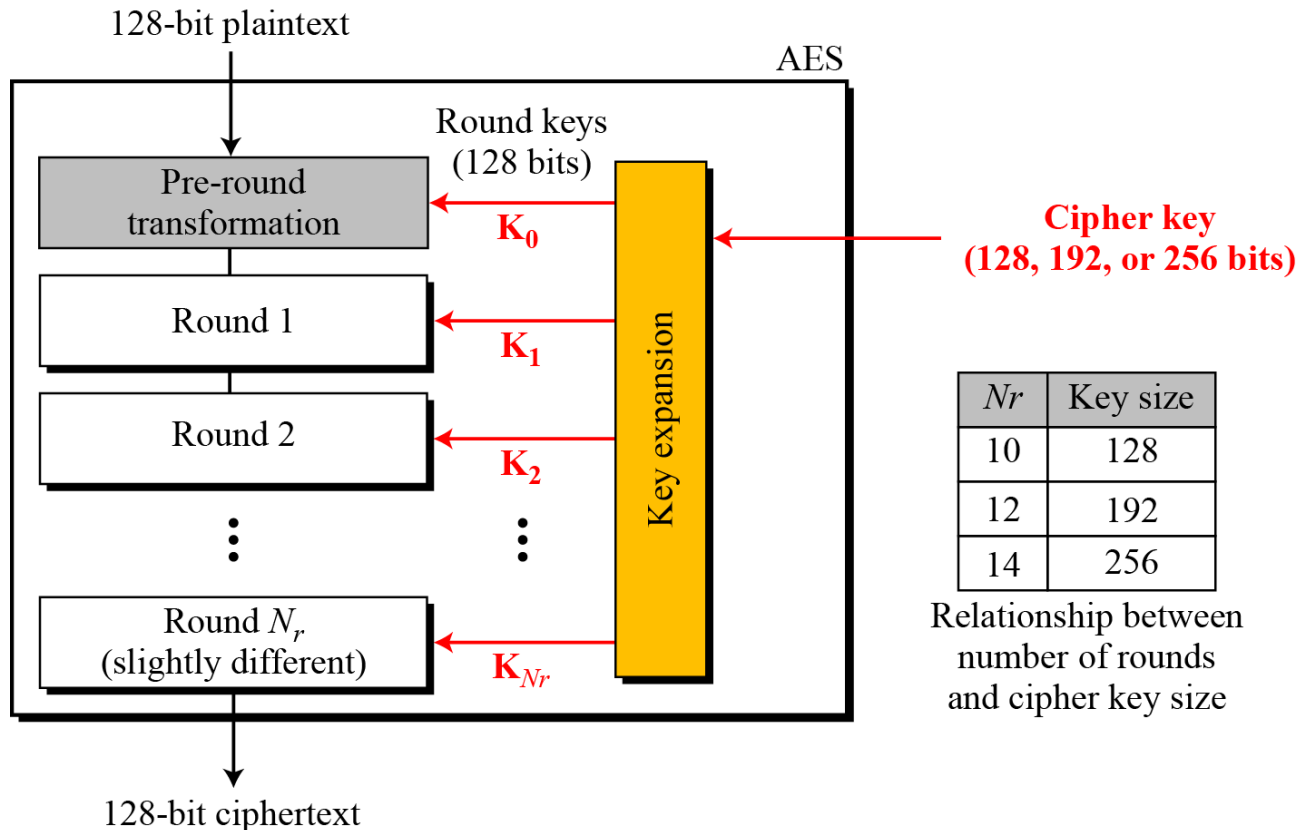 128-bit plaintext
AES
Round keys
(128 bits)
Pre-round
transformation
K0
Cipher key
(128, 192, or 256 bits)
Round 1
K1
Key expansion
Round 2
K2
Nr Key size
10 128
12 192
14 256
Relationship between
number of rounds
and cipher key size
Round Nr
(slightly different)
KNr
128-bit ciphertext